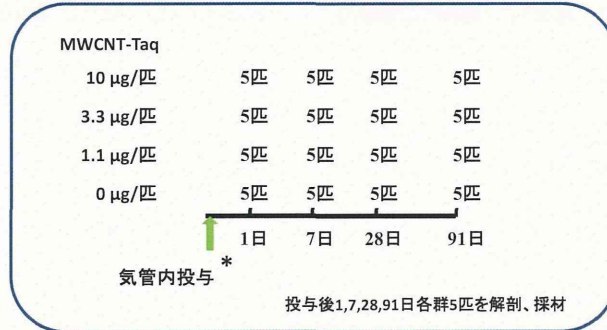 MWCNT-Taq
10 μg/匹 5匹 5匹 5匹 5匹
3.3 μg/匹 5匹 5匹 5匹 5匹
1.1 μg/匹 5匹 5匹 5匹 5匹
0 μg/匹 5匹 5匹 5匹 5匹
1日 7日 28日 91日
気管内投与 *
投与後1,7,28,91日各群5匹を解剖、採材